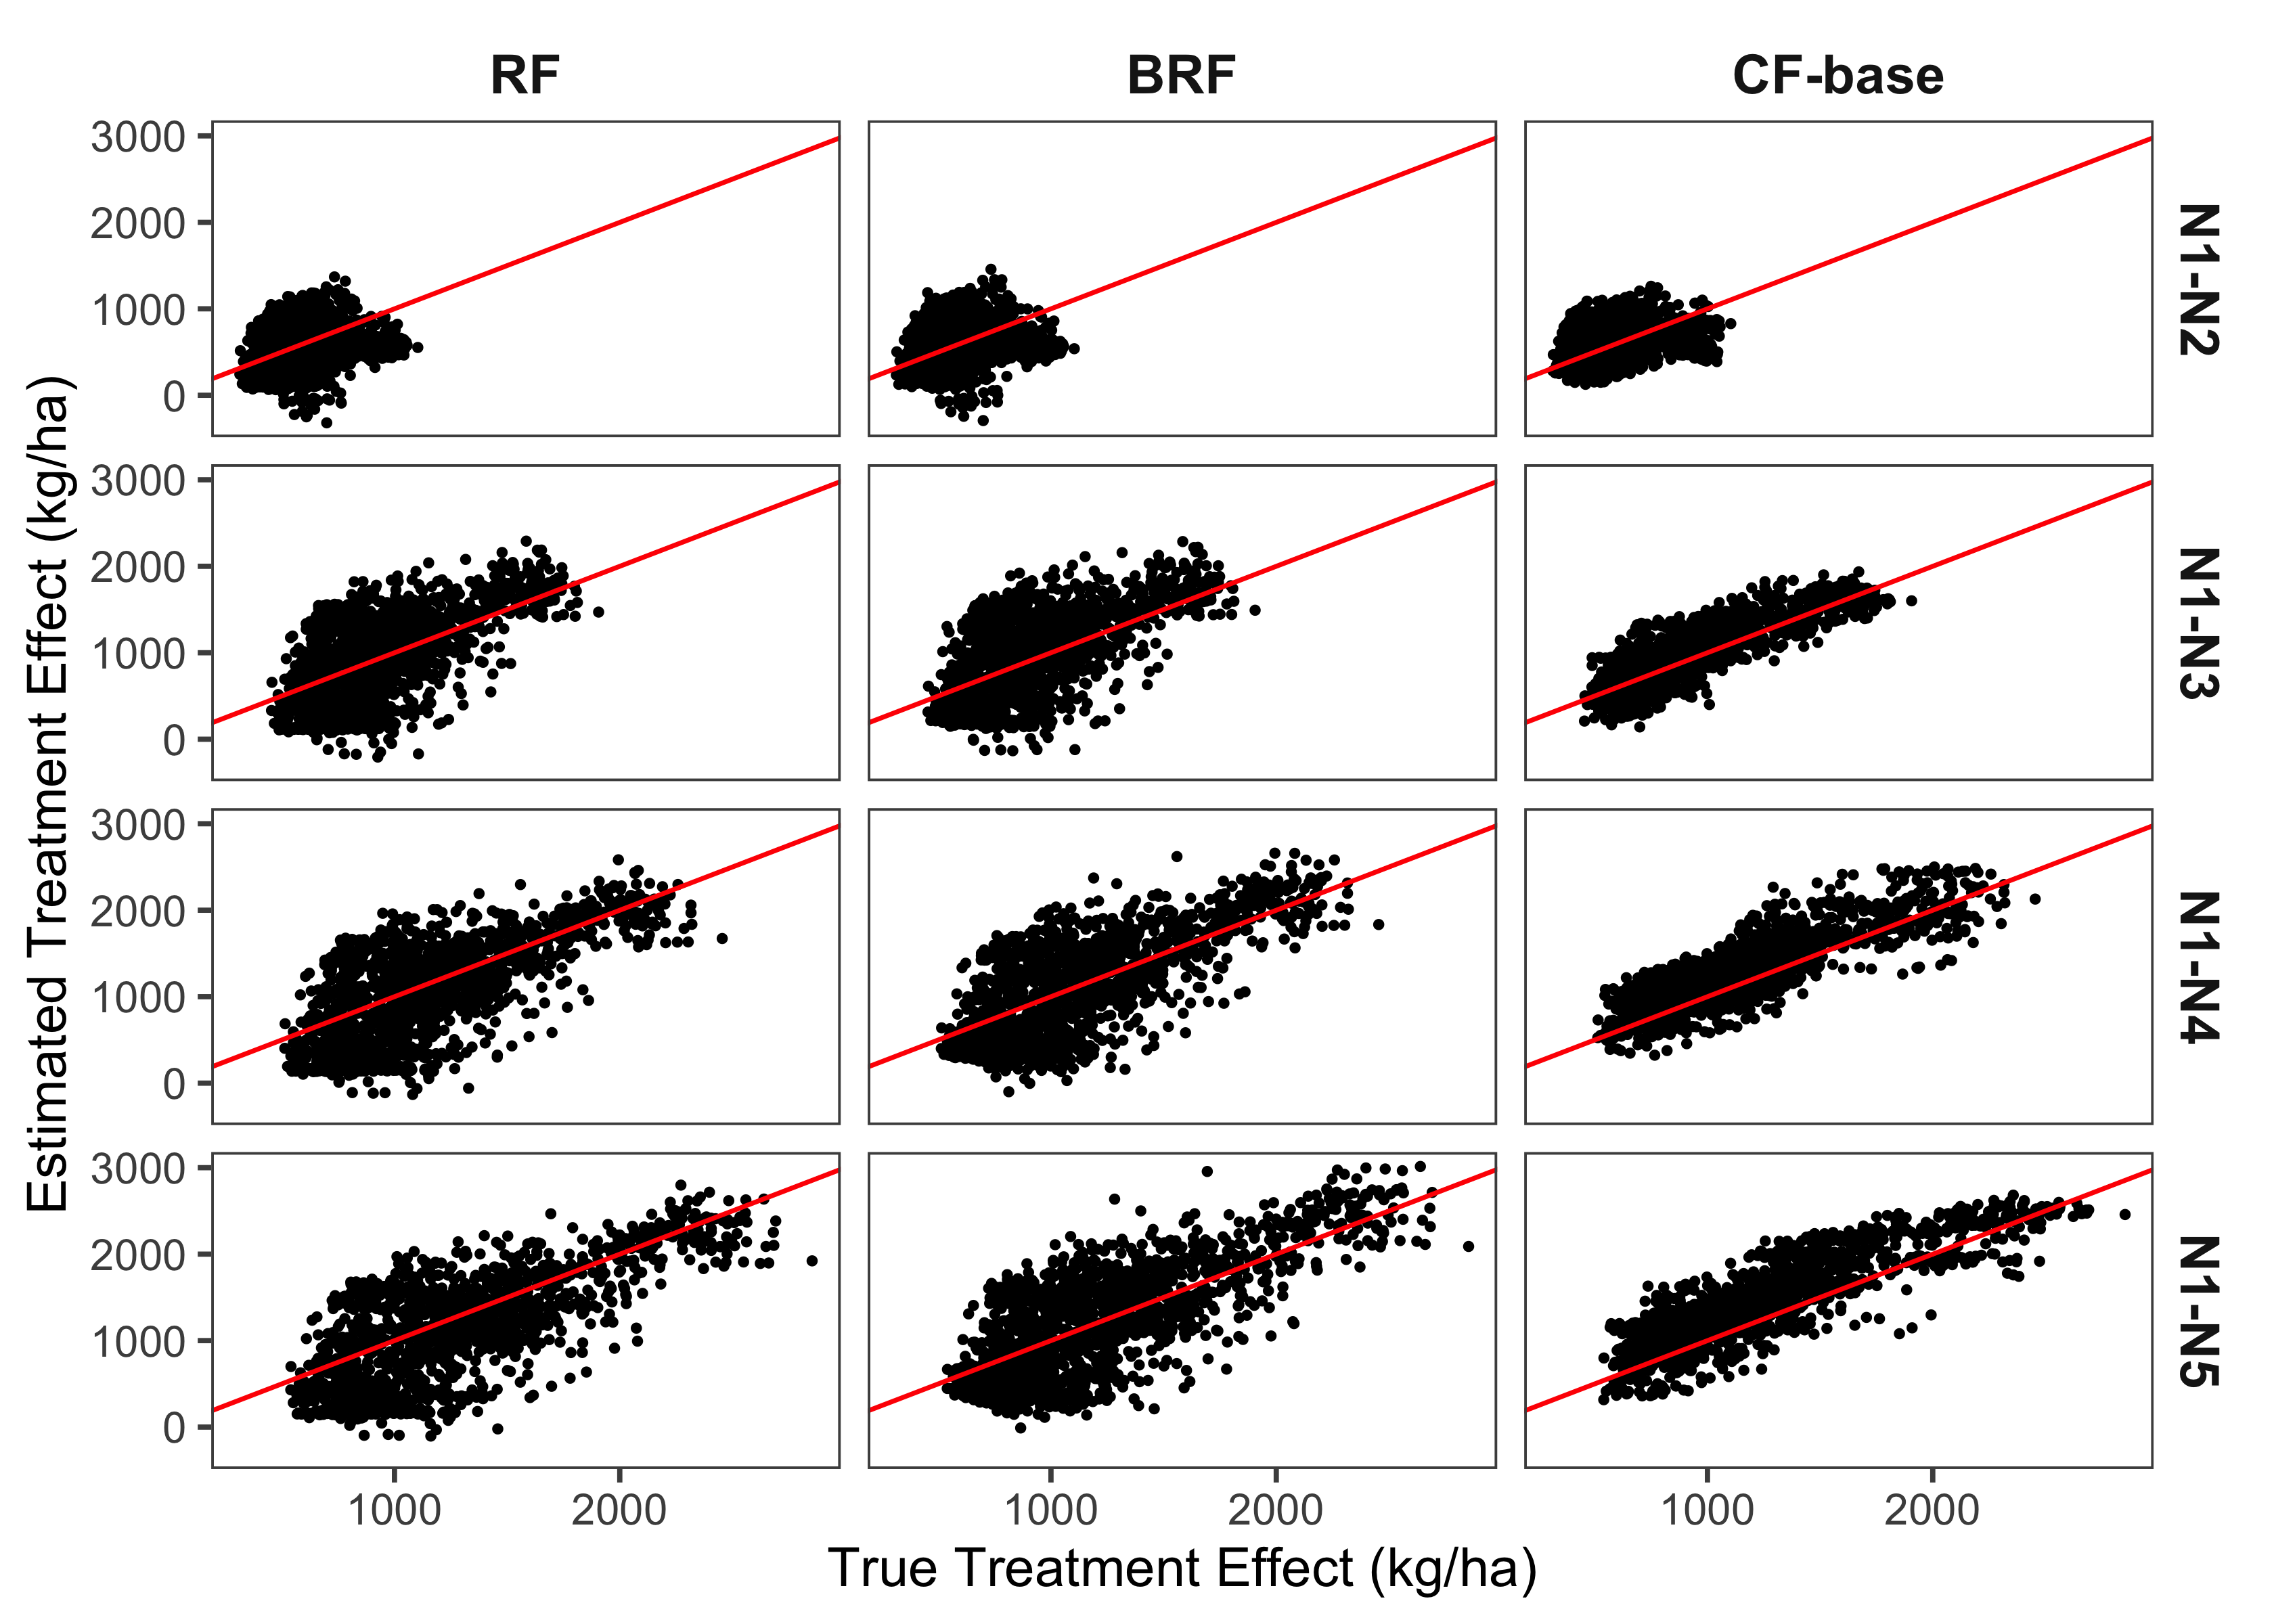 RF BRF CF-base
3000
2000
1000
0
N1-N2
3000
2000
1000
0
N1-N3
3000
2000
1000
0
N1-N4
3000
2000
1000
0
N1-N5
Estimated Treatment Effect (kg/ha)
1000 2000 1000 2000 1000 2000
True Treatment Effect (kg/ha)